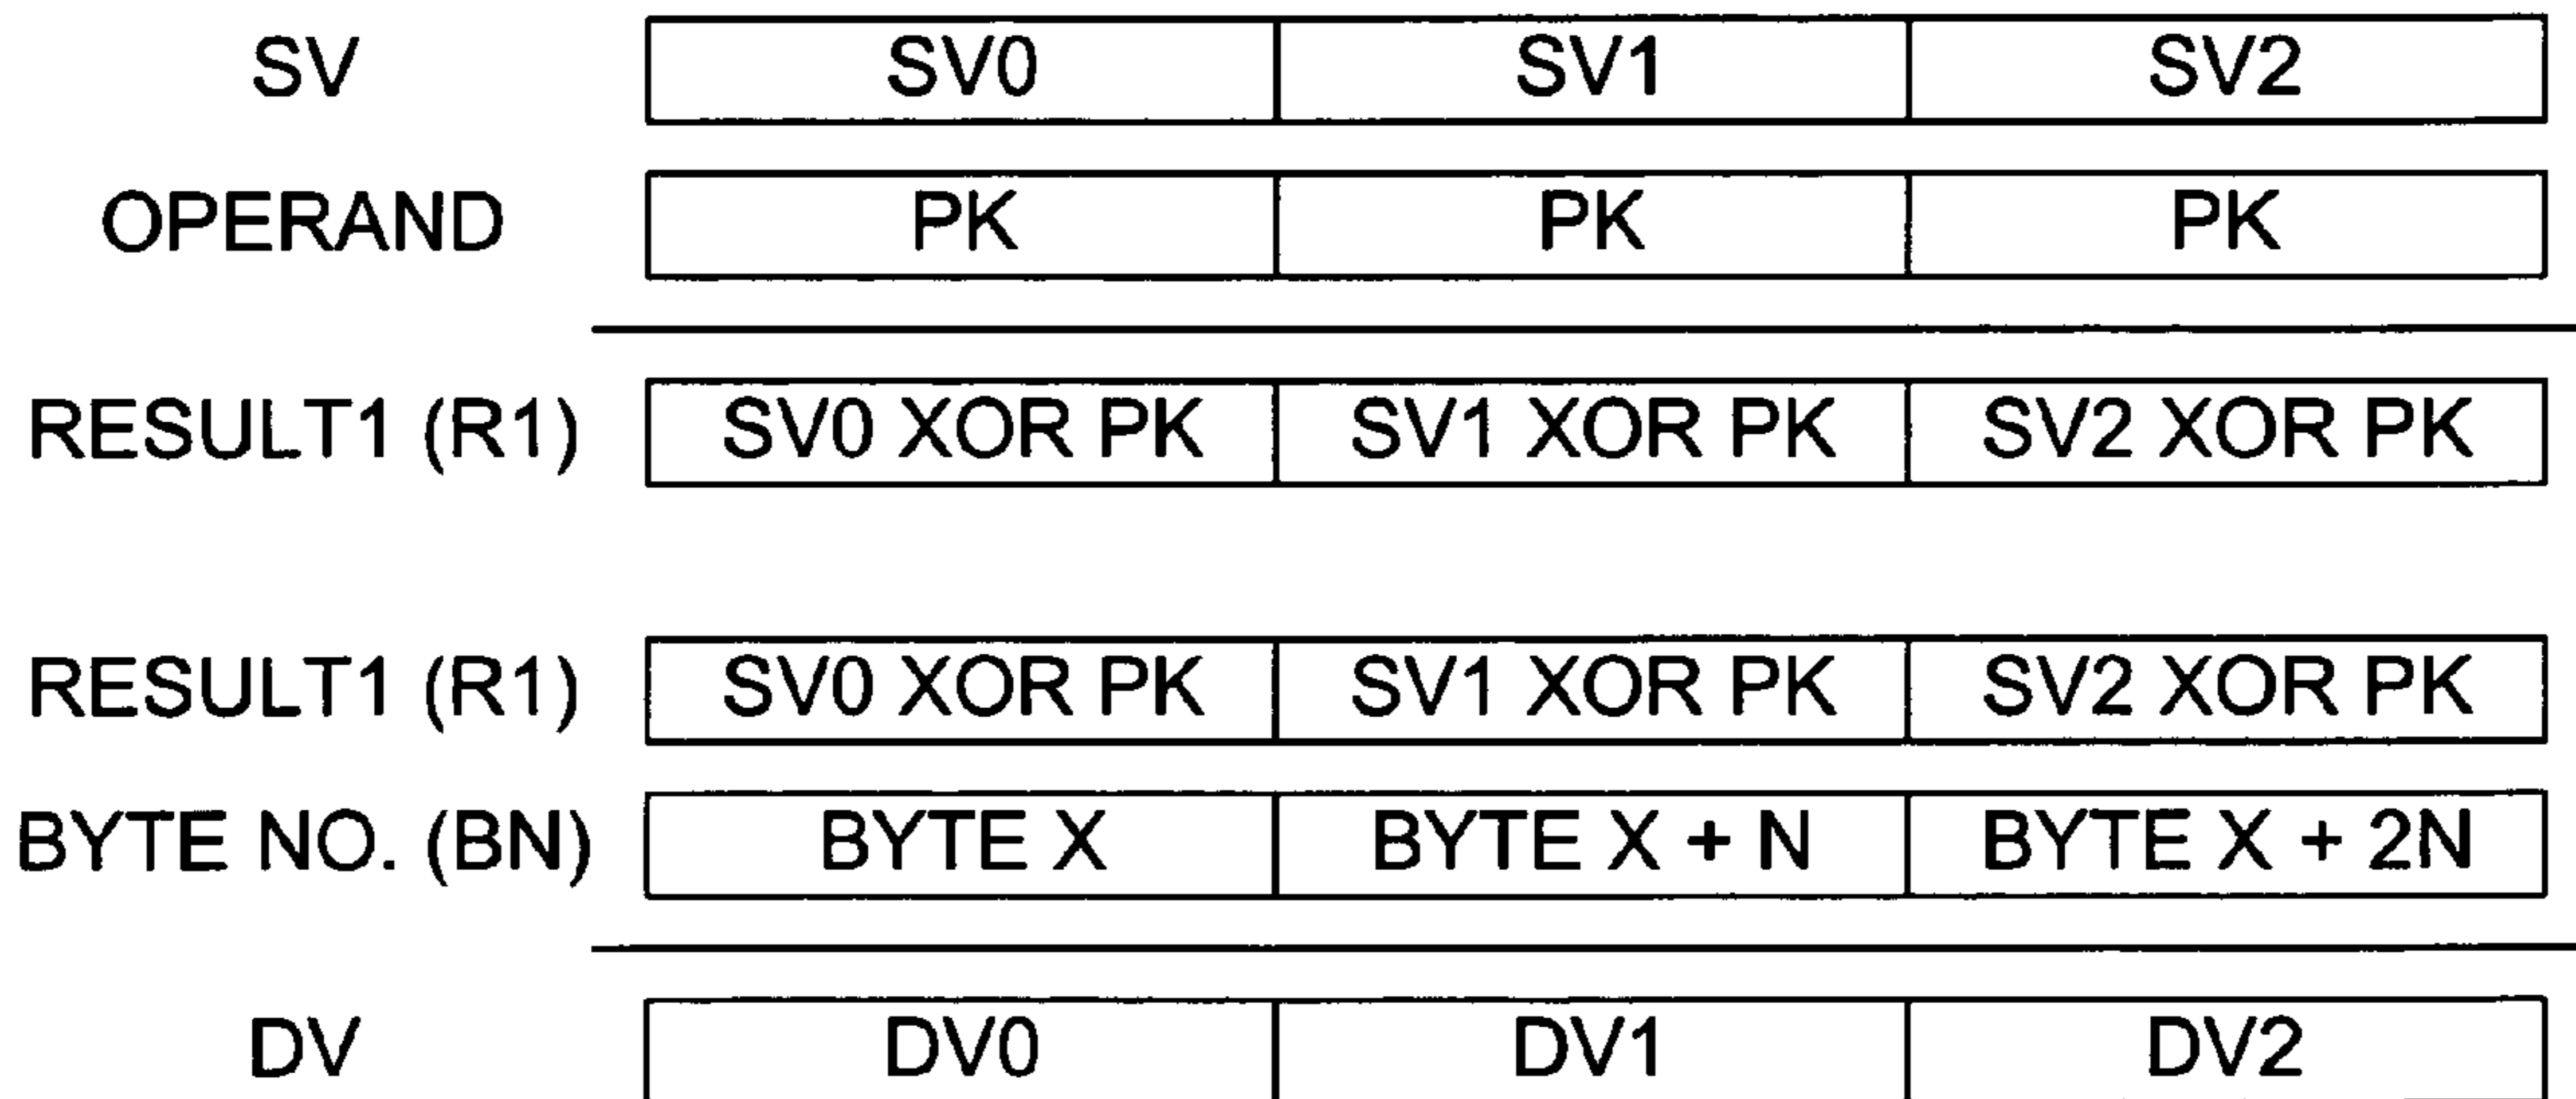 SV SV0 SV1 SV2
OPERAND PK PK PK
RESULT1 (R1) SV0 XOR PK SV1 XOR PK SV2 XOR PK
RESULT1 (R1) SV0 XOR PK SV1 XOR PK SV2 XOR PK
BYTE NO. (BN) BYTE X BYTE X + N BYTE X + 2N
DV DV0 DV1 DV2